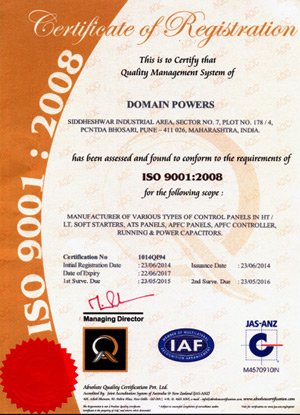 Certificate of Registration
This is to Certify that
Quality Management System of
DOMAIN POWERS
SIDDHESHWAR INDUSTRIAL AREA, SECTOR NO. 7, PLOT NO. 178 / 4,
PCNTDA BHOSARI, PUNE – 411 026, MAHARASHTRA, INDIA.
has been assessed and found to conform to the requirements of
ISO 9001:2008
for the following scope :
MANUFACTURER OF VARIOUS TYPES OF CONTROL PANELS IN HT /
LT. SOFT STARTERS, ATS PANELS, APFC PANELS, APFC CONTROLLER,
RUNNING & POWER CAPACITORS.
Certification No 1014QI94
Initial Registration Date : 23/06/2014 Issuance Date : 23/06/2014
Date of Expiry : 22/06/2017
1st Surve. Due : 23/05/2015 2nd Surve. Due : 23/05/2016
Managing Director
ISO 9001 : 2008
IAF
JAS-ANZ
M4570910IN
Absolute Quality Certification Pvt. Ltd.